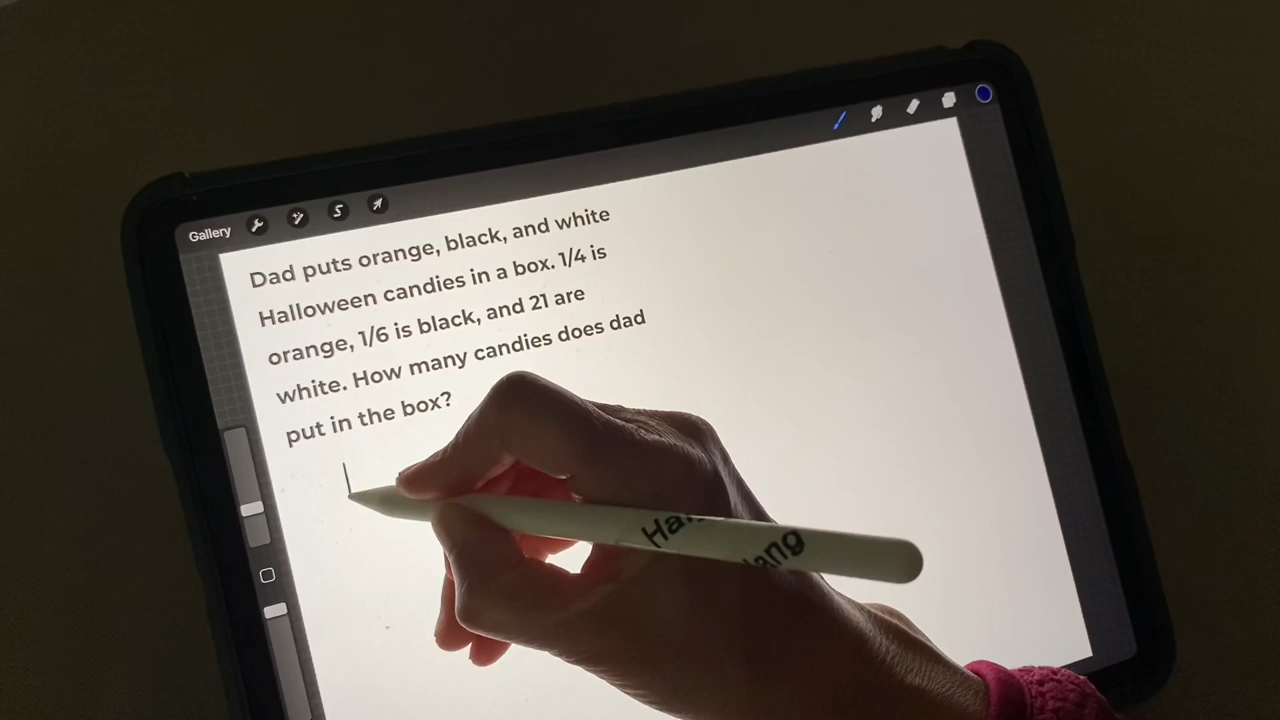 Gallery
Dad puts orange, black, and white
Halloween candies in a box. 1/4 is
orange, 1/6 is black, and 21 are
white. How many candies does dad
put in the box?